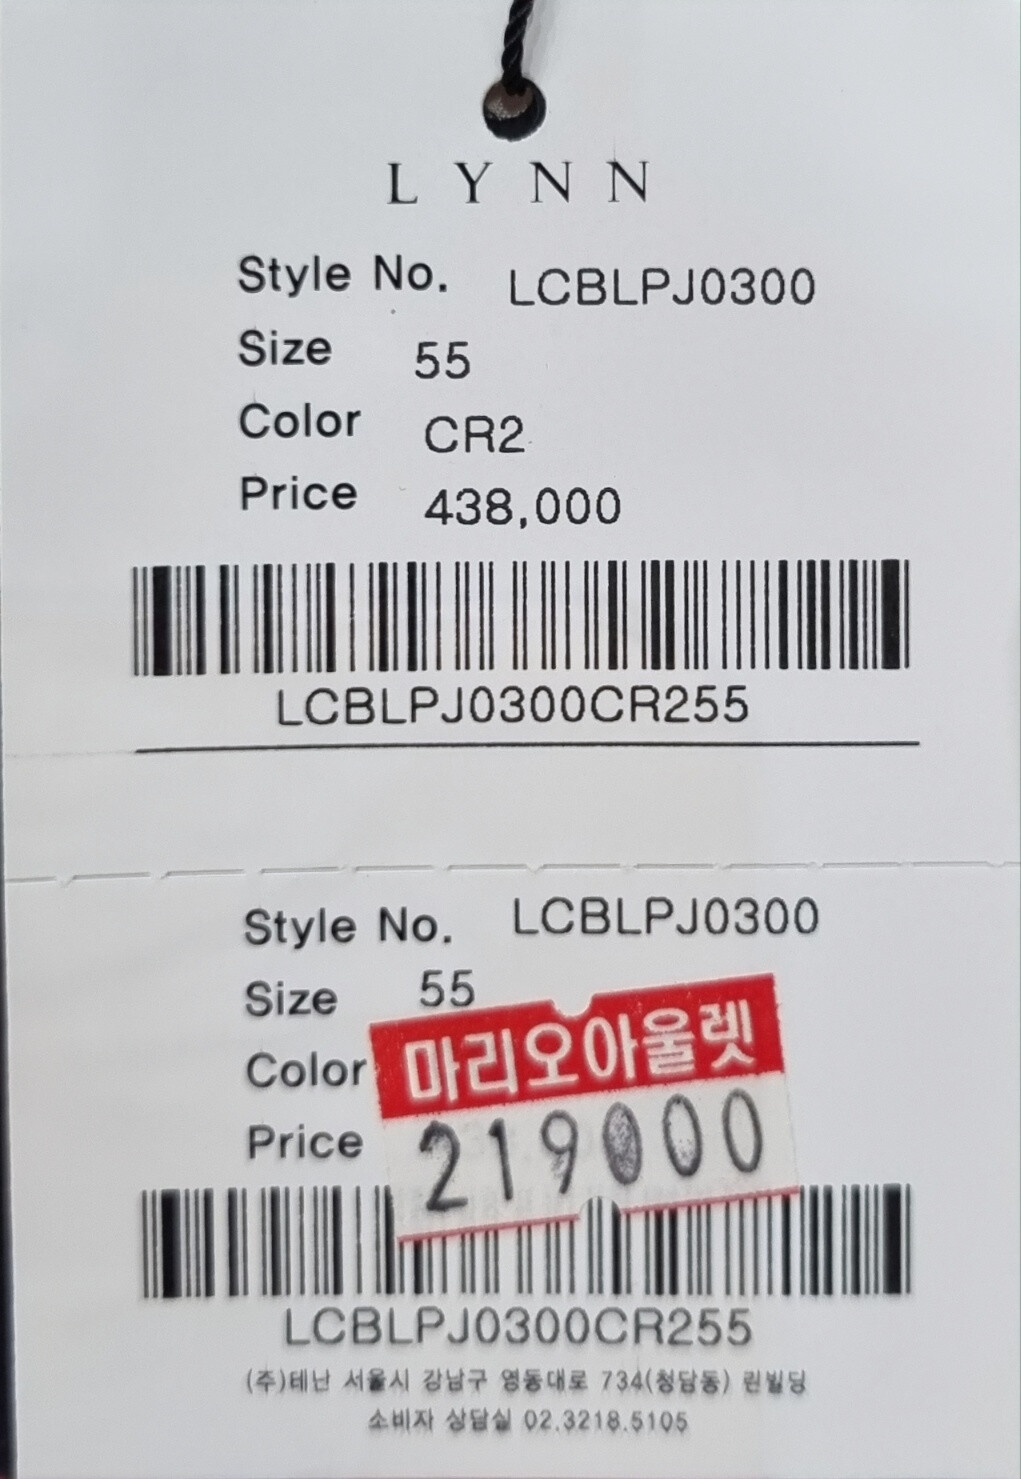 LYNN
Style No. LCBLPJ0300
Size 55
Color CR2
Price 438,000
LCBLPJ0300CR255
Style No. LCBLPJ0300
Size 55
마리오아울렛
Color
Price 219000
LCBLPJ0300CR255
(주)테난 서울시 강남구 영동대로 734(청담동) 린빌딩
소비자 상담실 02.3218.5105